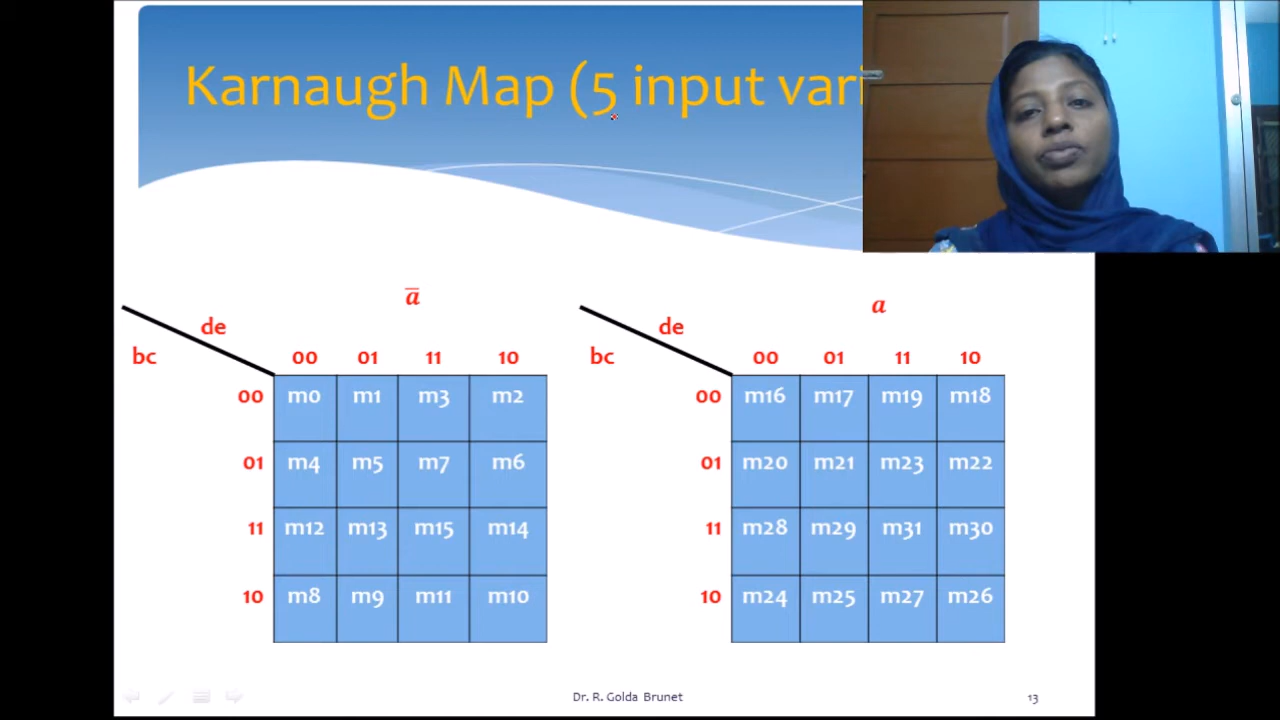 Karnaugh Map (5 input vari
a̅
a
de
de
bc
00 01 11 10
bc
00 01 11 10
00 m0 m1 m3 m2
00 m16 m17 m19 m18
01 m4 m5 m7 m6
01 m20 m21 m23 m22
11 m12 m13 m15 m14
11 m28 m29 m31 m30
10 m8 m9 m11 m10
10 m24 m25 m27 m26
Dr. R. Golda Brunet
13